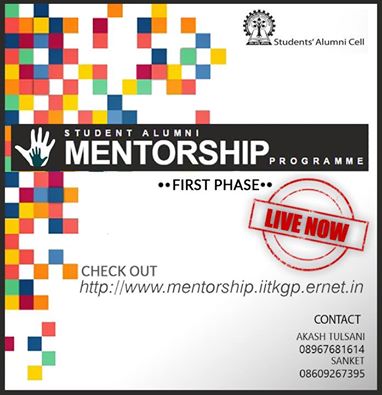 Students' Alumni Cell
STUDENT ALUMNI
MENTORSHIP PROGRAMME
••FIRST PHASE••
LIVE NOW
CHECK OUT
http://www.mentorship.iitkgp.ernet.in
CONTACT
AKASH TULSANI
08967681614
SANKET
08609267395